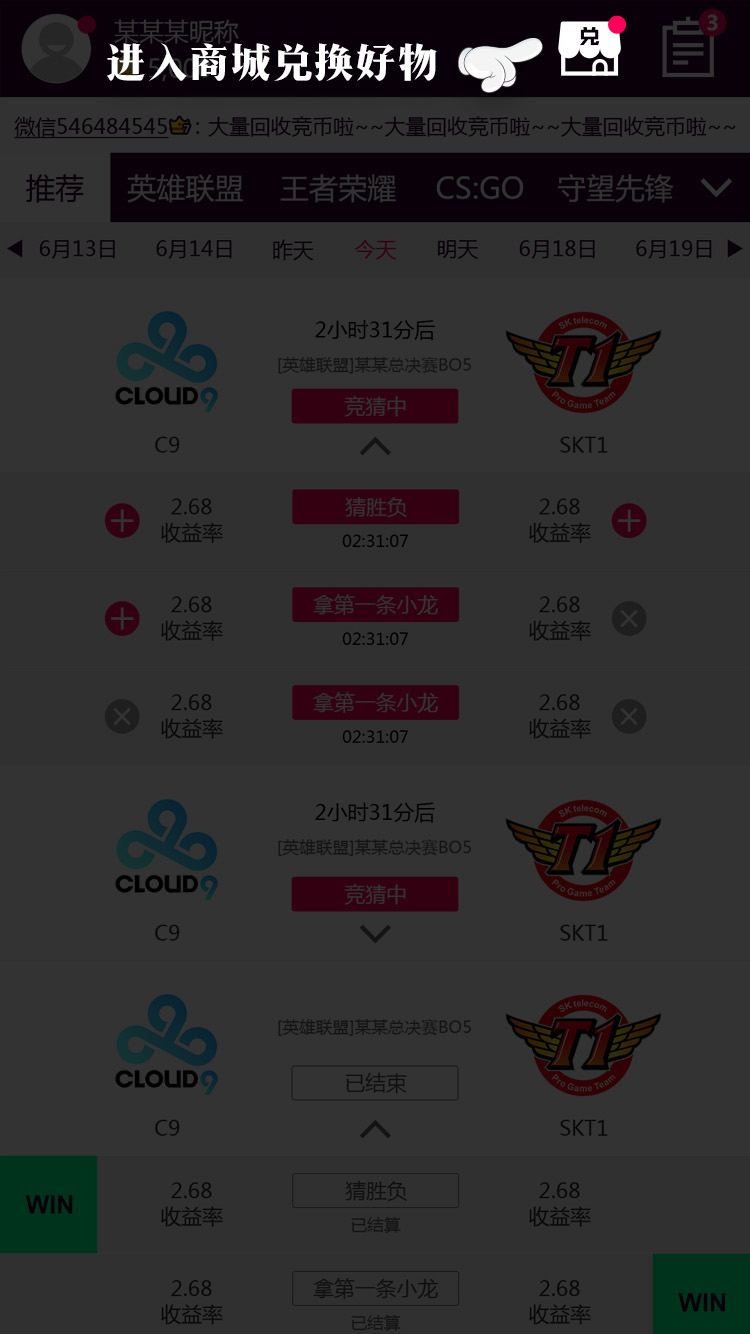 某某某昵称
进入商城兑换好物
兑
3
微信546484545: 大量回收竞币啦~~大量回收竞币啦~~大量回收竞币啦~~
推荐 英雄联盟 王者荣耀 CS:GO 守望先锋
6月13日 6月14日 昨天 今天 明天 6月18日 6月19日
2小时31分后
[英雄联盟]某某总决赛BO5
竞猜中
CLOUD9
SK telecom
T1
Pro Game Team
C9
SKT1
2.68 猜胜负 2.68
收益率 02:31:07 收益率
2.68 拿第一条小龙 2.68
收益率 02:31:07 收益率
2.68 拿第一条小龙 2.68
收益率 02:31:07 收益率
2小时31分后
[英雄联盟]某某总决赛BO5
竞猜中
CLOUD9
SK telecom
T1
Pro Game Team
C9
SKT1
[英雄联盟]某某总决赛BO5
已结束
CLOUD9
SK telecom
T1
Pro Game Team
C9
SKT1
WIN 2.68 猜胜负 2.68
收益率 已结算 收益率
2.68 拿第一条小龙 2.68 WIN
收益率 已结算 收益率